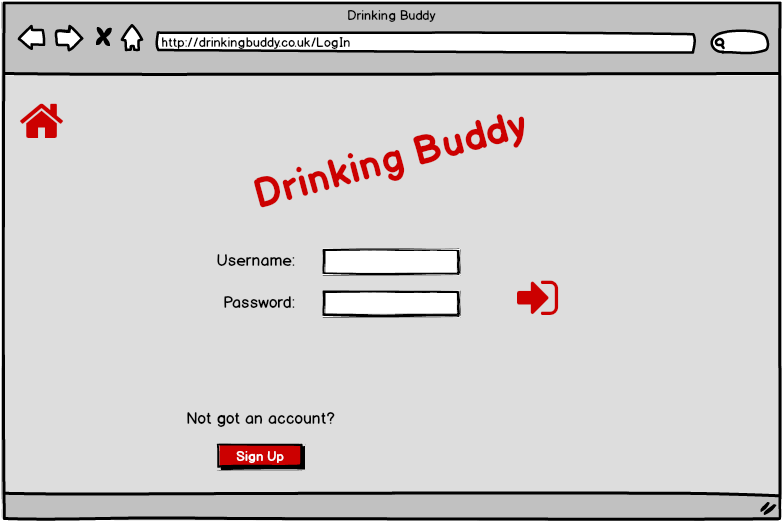 Drinking Buddy
http://drinkingbuddy.co.uk/LogIn
Drinking Buddy
Username:
Password:
Not got an account?
Sign Up